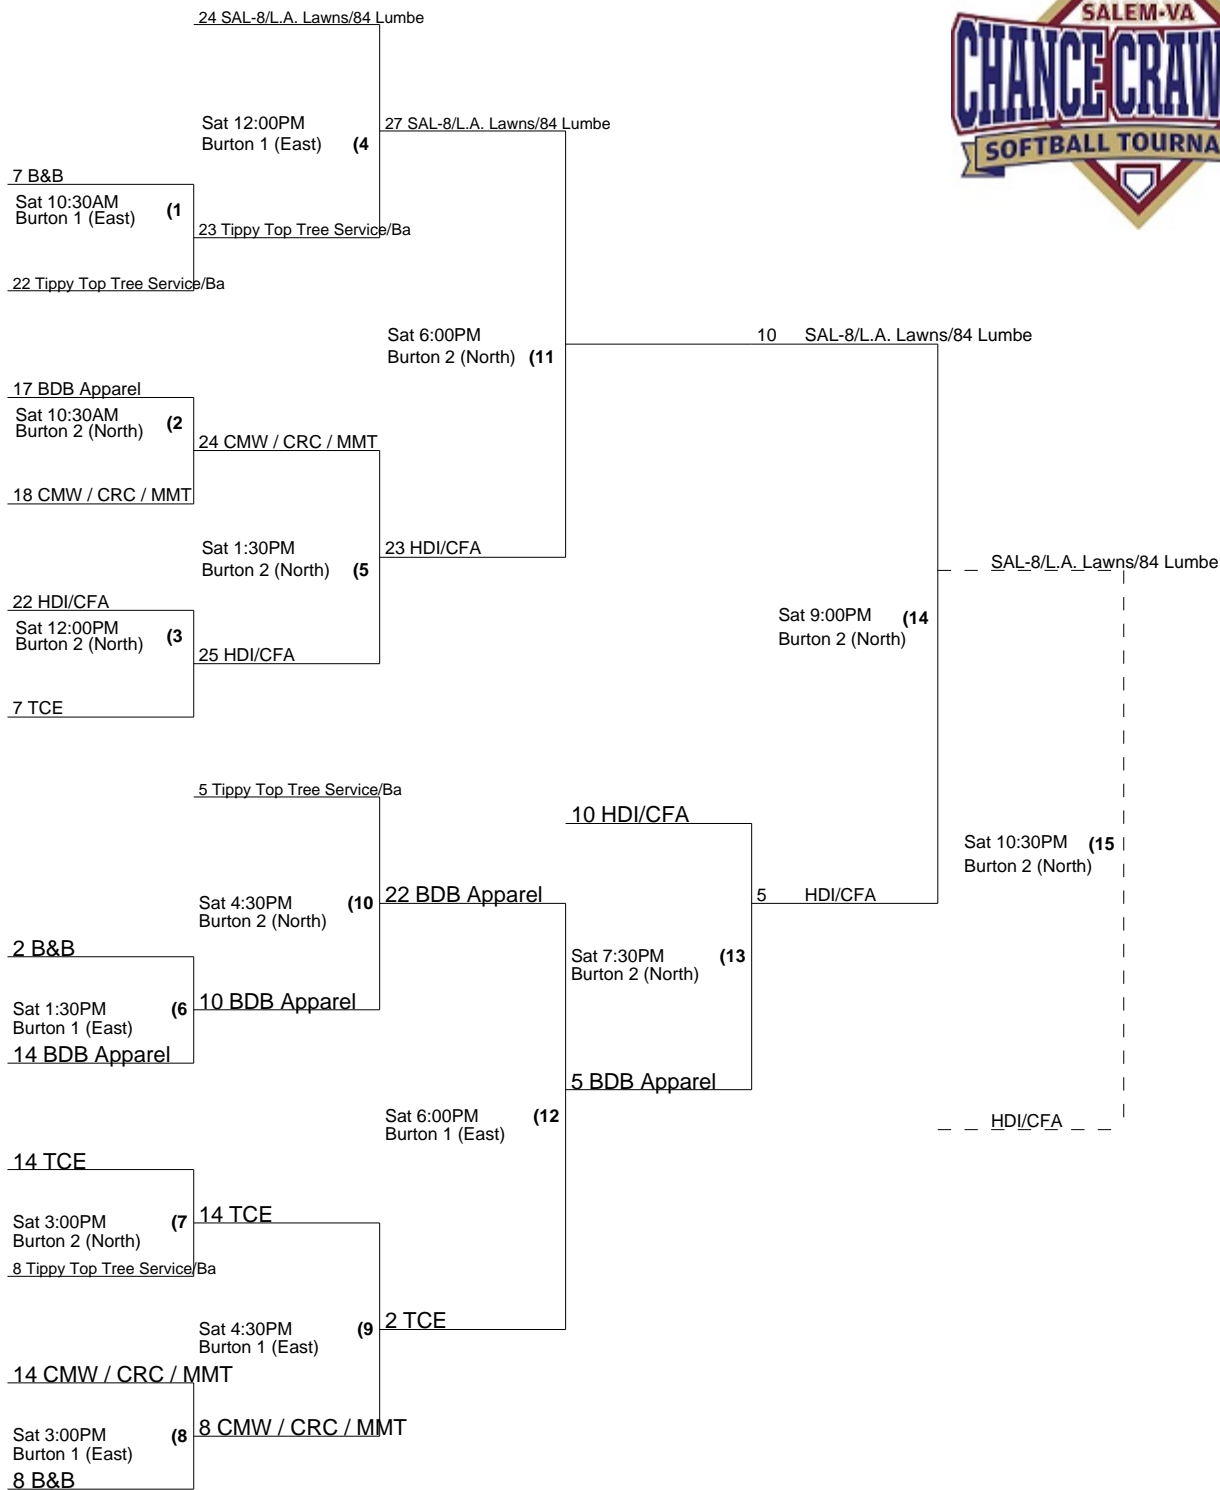 24 SAL-8/L.A. Lawns/84 Lumbe
SALEM-VA
CHANCE CRAW
SOFTBALL TOURNA
Sat 12:00PM
Burton 1 (East) (4
27 SAL-8/L.A. Lawns/84 Lumbe
7 B&B
Sat 10:30AM
Burton 1 (East) (1
23 Tippy Top Tree Service/Ba
22 Tippy Top Tree Service/Ba
Sat 6:00PM
Burton 2 (North) (11
10 SAL-8/L.A. Lawns/84 Lumbe
17 BDB Apparel
Sat 10:30AM
Burton 2 (North) (2
24 CMW / CRC / MMT
18 CMW / CRC / MMT
Sat 1:30PM
Burton 2 (North) (5
23 HDI/CFA
SAL-8/L.A. Lawns/84 Lumbe
22 HDI/CFA
Sat 12:00PM
Burton 2 (North) (3
25 HDI/CFA
7 TCE
Sat 9:00PM (14
Burton 2 (North)
5 Tippy Top Tree Service/Ba
10 HDI/CFA
Sat 10:30PM (15
Burton 2 (North)
Sat 4:30PM (10
Burton 2 (North)
22 BDB Apparel
5 HDI/CFA
2 B&B
Sat 7:30PM (13
Burton 2 (North)
Sat 1:30PM (6
Burton 1 (East)
10 BDB Apparel
14 BDB Apparel
5 BDB Apparel
Sat 6:00PM (12
Burton 1 (East)
HDI/CFA
14 TCE
Sat 3:00PM (7
Burton 2 (North)
14 TCE
8 Tippy Top Tree Service/Ba
Sat 4:30PM (9
Burton 1 (East)
2 TCE
14 CMW / CRC / MMT
Sat 3:00PM (8
Burton 1 (East)
8 CMW / CRC / MMT
8 B&B